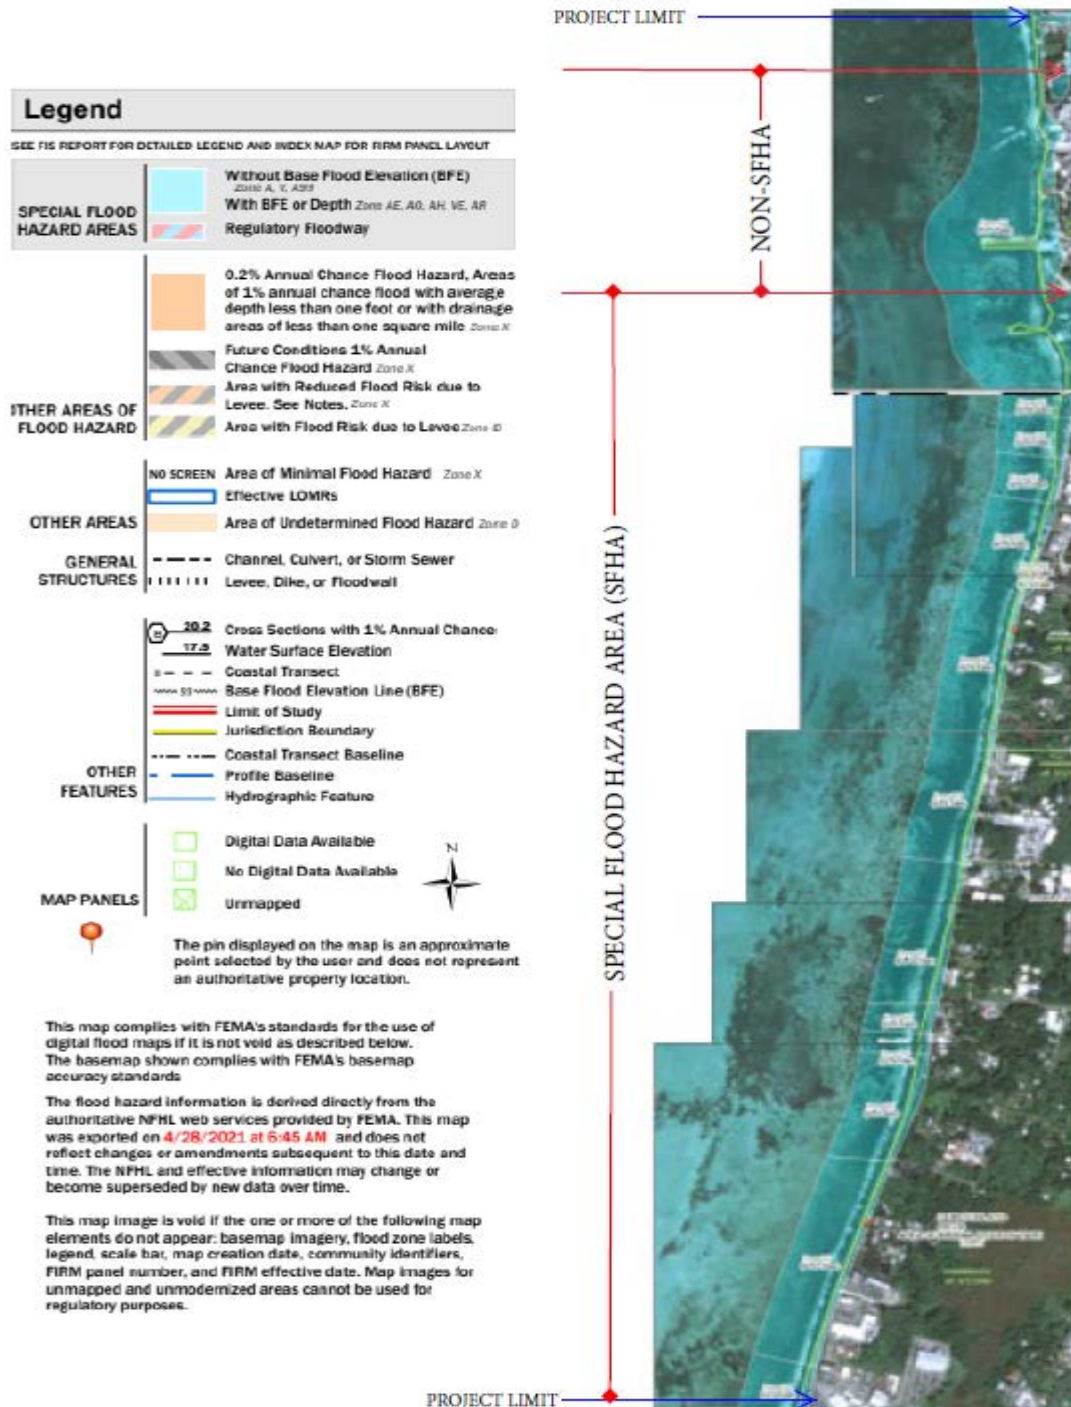 PROJECT LIMIT
Legend
SEE FIS REPORT FOR DETAILED LEGEND AND INDEX MAP FOR FIRM PANEL LAYOUT
SPECIAL FLOOD
HAZARD AREAS
Without Base Flood Elevation (BFE)
Zone A, V, A99
With BFE or Depth Zone AE, AO, AH, VE, AR
Regulatory Floodway
OTHER AREAS OF
FLOOD HAZARD
0.2% Annual Chance Flood Hazard, Areas
of 1% annual chance flood with average
depth less than one foot or with drainage
areas of less than one square mile Zone X
Future Conditions 1% Annual
Chance Flood Hazard Zone X
Area with Reduced Flood Risk due to
Levee. See Notes. Zone X
Area with Flood Risk due to Levee Zone D
OTHER AREAS
NO SCREEN Area of Minimal Flood Hazard Zone X
Effective LOMRs
Area of Undetermined Flood Hazard Zone D
GENERAL
STRUCTURES
Channel, Culvert, or Storm Sewer
Levee, Dike, or Floodwall
OTHER
FEATURES
20.2 Cross Sections with 1% Annual Chance
17.5 Water Surface Elevation
Coastal Transect
Base Flood Elevation Line (BFE)
Limit of Study
Jurisdiction Boundary
Coastal Transect Baseline
Profile Baseline
Hydrographic Feature
MAP PANELS
Digital Data Available
No Digital Data Available
Unmapped
N
The pin displayed on the map is an approximate
point selected by the user and does not represent
an authoritative property location.
This map complies with FEMA's standards for the use of
digital flood maps if it is not void as described below.
The basemap shown complies with FEMA's basemap
accuracy standards
The flood hazard information is derived directly from the
authoritative NFHL web services provided by FEMA. This map
was exported on 4/28/2021 at 6:45 AM and does not
reflect changes or amendments subsequent to this date and
time. The NFHL and effective information may change or
become superseded by new data over time.
This map image is void if the one or more of the following map
elements do not appear: basemap imagery, flood zone labels,
legend, scale bar, map creation date, community identifiers,
FIRM panel number, and FIRM effective date. Map images for
unmapped and unmodernized areas cannot be used for
regulatory purposes.
NON-SFHA
SPECIAL FLOOD HAZARD AREA (SFHA)
PROJECT LIMIT